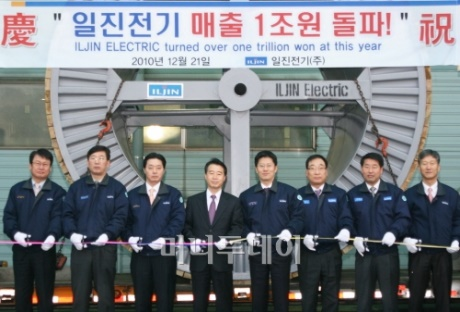 慶 " 일진전기 매출 1조원 돌파! " 祝
ILJIN ELECTRIC turned over one trillion won at this year
2010년 12월 21일 ILJIN 일진전기(주)
ILJIN ILJIN Electric
ILJIN
머니투데이